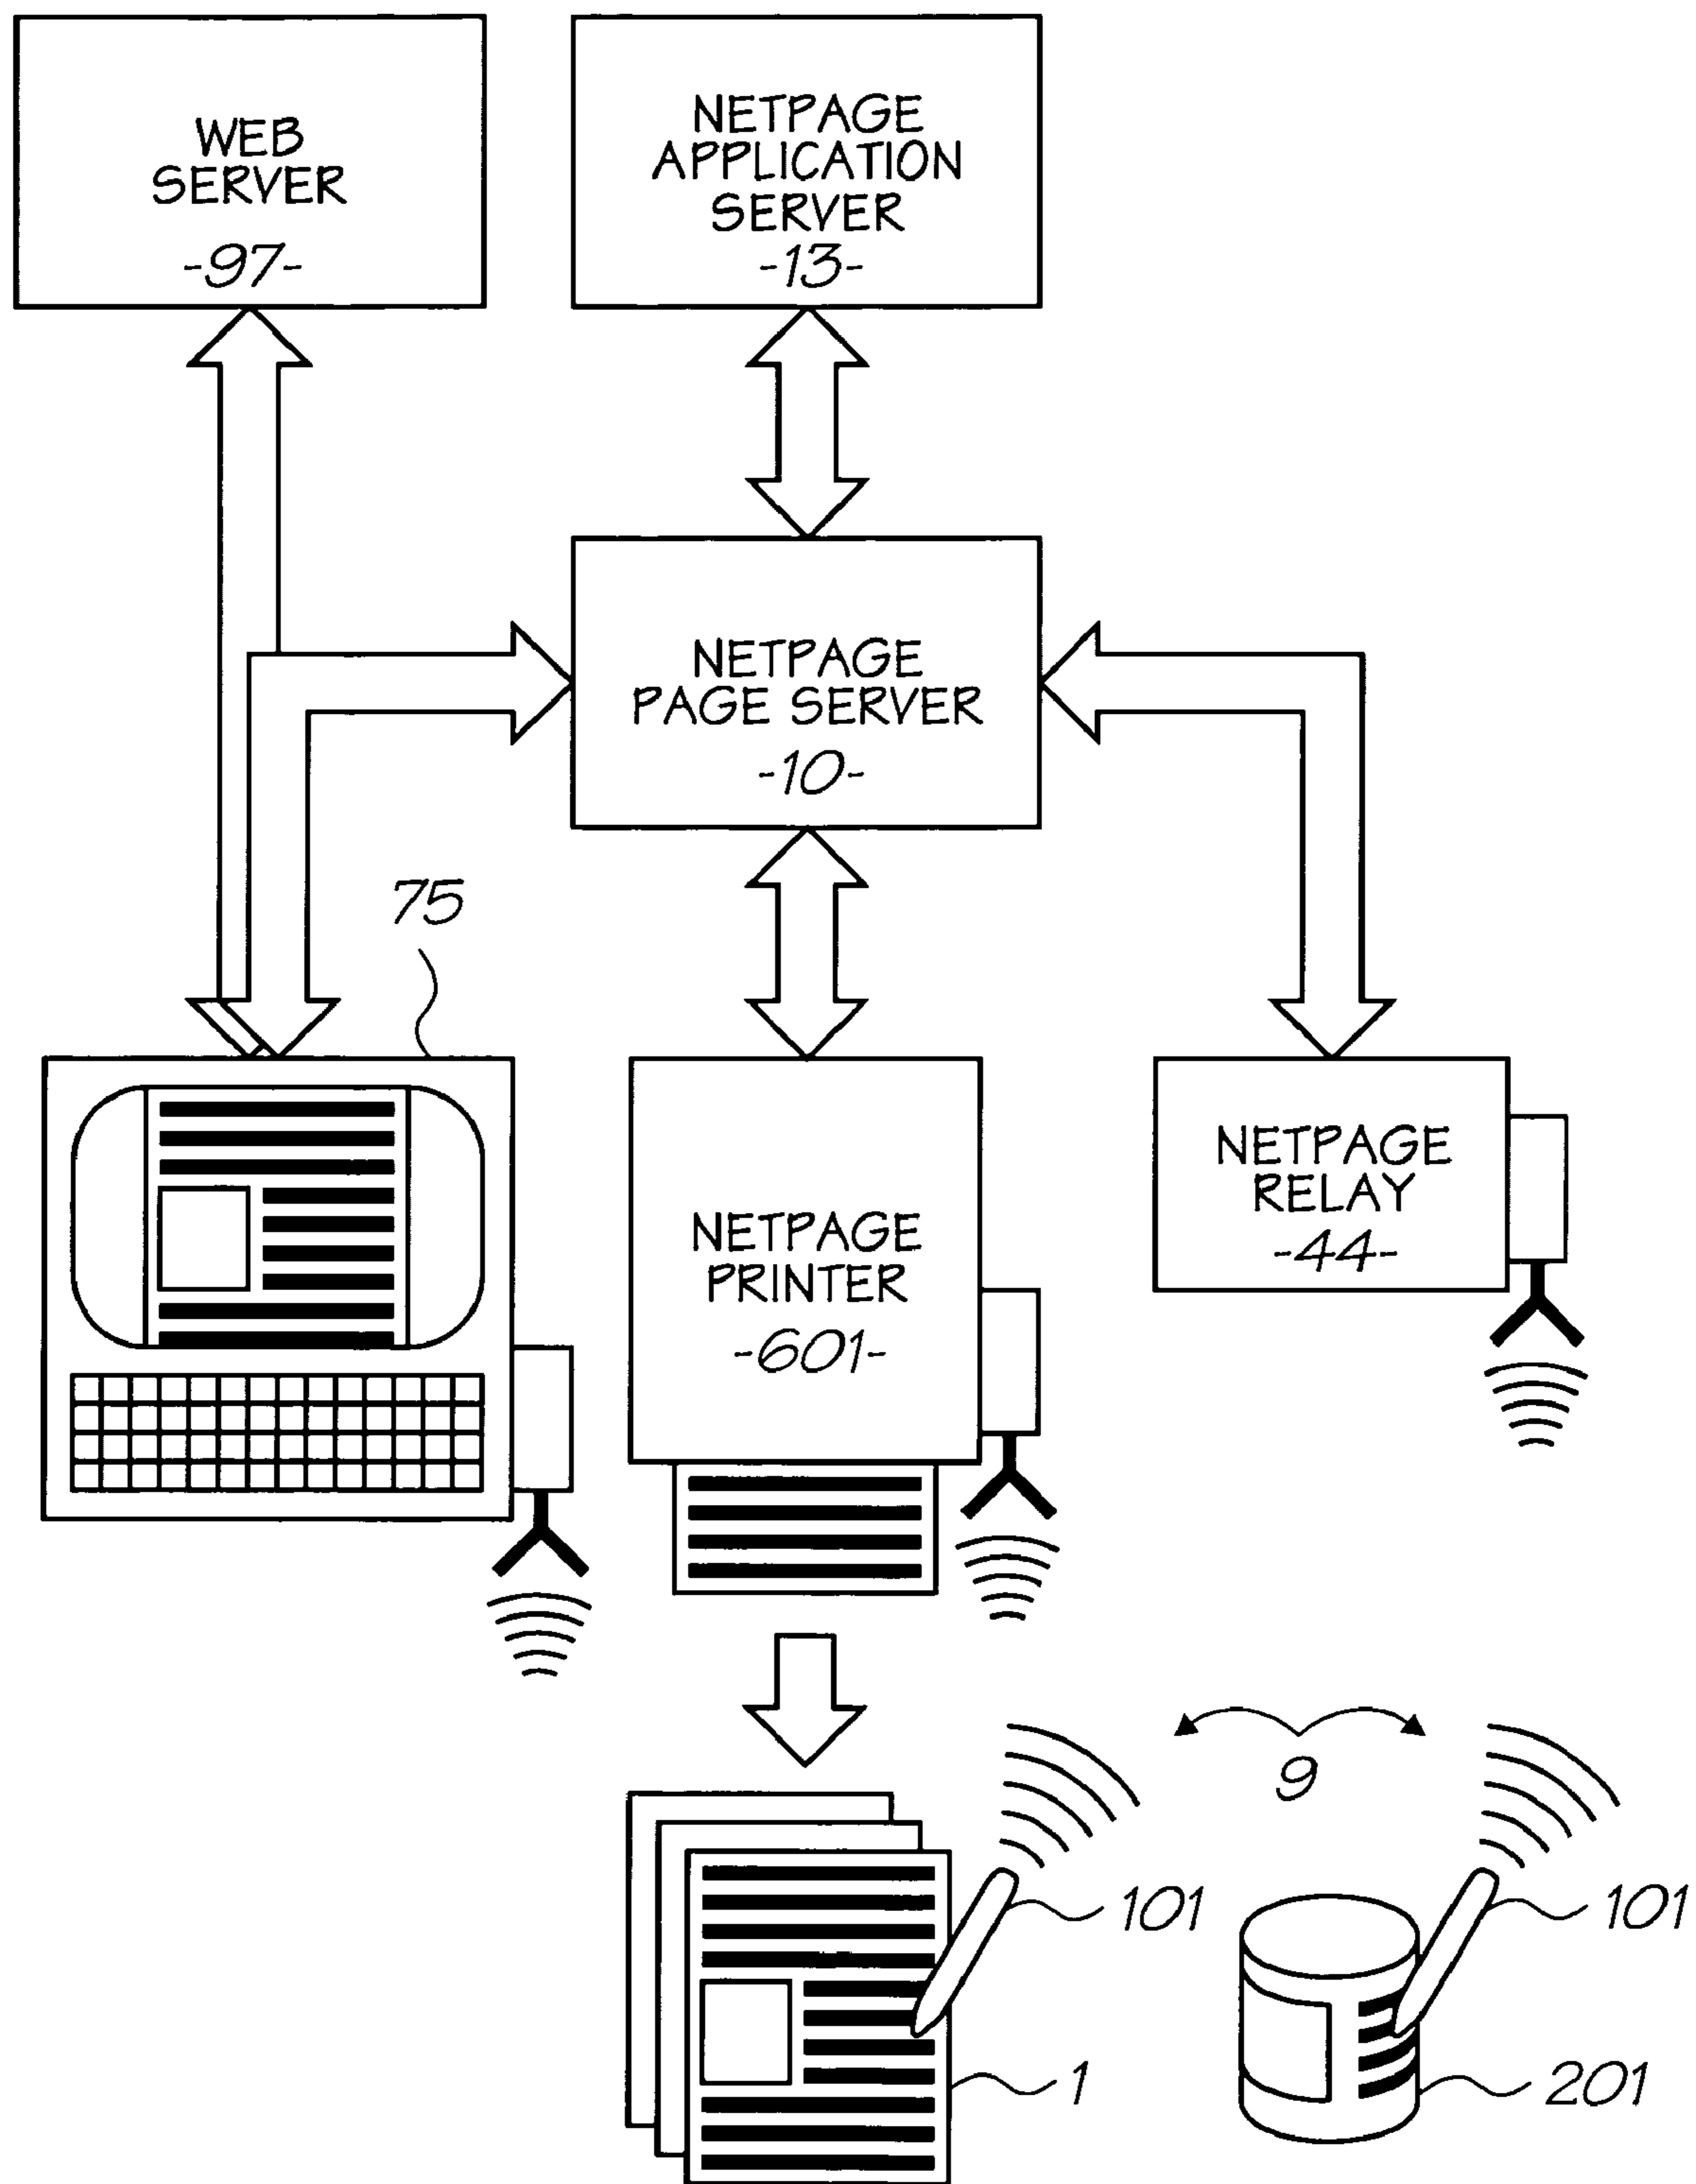 WEB
SERVER
-97-
NETPAGE
APPLICATION
SERVER
-13-
NETPAGE
PAGE SERVER
-10-
75
NETPAGE
PRINTER
-601-
NETPAGE
RELAY
-44-
9
101
101
1
201